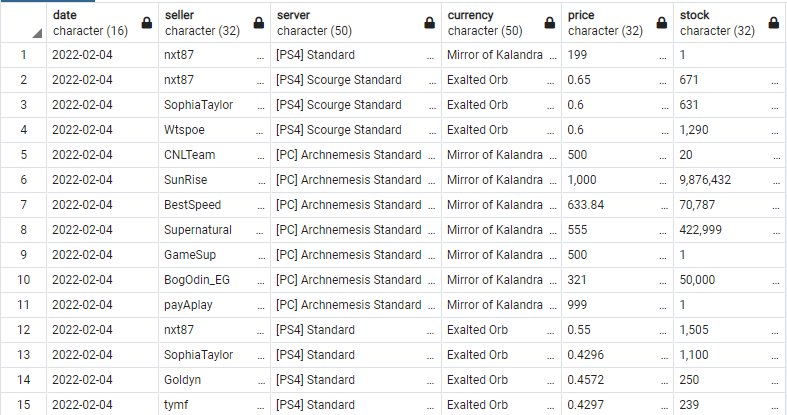 date seller server currency price stock
character (16) character (32) character (50) character (50) character (32) character (32)
1 2022-02-04 nxt87 ... [PS4] Standard ... Mirror of Kalandra ... 199 ... 1 ...
2 2022-02-04 nxt87 ... [PS4] Scourge Standard ... Exalted Orb ... 0.65 ... 671 ...
3 2022-02-04 SophiaTaylor ... [PS4] Scourge Standard ... Exalted Orb ... 0.6 ... 631 ...
4 2022-02-04 Wtspoe ... [PS4] Scourge Standard ... Exalted Orb ... 0.6 ... 1,290 ...
5 2022-02-04 CNLTeam ... [PC] Archnemesis Standard ... Mirror of Kalandra ... 500 ... 20 ...
6 2022-02-04 SunRise ... [PC] Archnemesis Standard ... Mirror of Kalandra ... 1,000 ... 9,876,432 ...
7 2022-02-04 BestSpeed ... [PC] Archnemesis Standard ... Mirror of Kalandra ... 633.84 ... 70,787 ...
8 2022-02-04 Supernatural ... [PC] Archnemesis Standard ... Mirror of Kalandra ... 555 ... 422,999 ...
9 2022-02-04 GameSup ... [PC] Archnemesis Standard ... Mirror of Kalandra ... 500 ... 1 ...
10 2022-02-04 BogOdin_EG ... [PC] Archnemesis Standard ... Mirror of Kalandra ... 321 ... 50,000 ...
11 2022-02-04 payAplay ... [PC] Archnemesis Standard ... Mirror of Kalandra ... 999 ... 1 ...
12 2022-02-04 nxt87 ... [PS4] Standard ... Exalted Orb ... 0.55 ... 1,505 ...
13 2022-02-04 SophiaTaylor ... [PS4] Standard ... Exalted Orb ... 0.4296 ... 1,100 ...
14 2022-02-04 Goldyn ... [PS4] Standard ... Exalted Orb ... 0.4572 ... 250 ...
15 2022-02-04 tymf ... [PS4] Standard ... Exalted Orb ... 0.4297 ... 239 ...